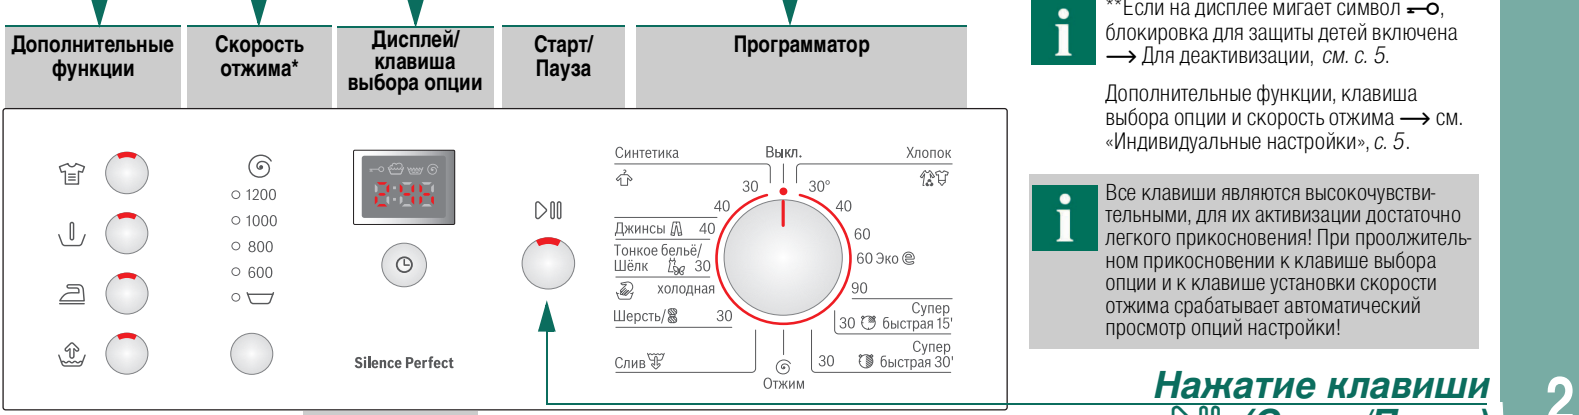 Дополнительные
функции
Скорость
отжима*
Дисплей/
клавиша
выбора опции
Старт/
Пауза
Программатор
1200
1000
800
600
Silence Perfect
Синтетика
Выкл.
Хлопок
30
30°
40
40
Джинсы 40
60
Тонкое бельё/
Шёлк 30
60 Эко
холодная
90
Шерсть/ 30
Супер
30 быстрая 15'
Слив
Отжим
Супер
30 быстрая 30'
**Если на дисплее мигает символ ,
блокировка для защиты детей включена
⟶ Для деактивизации, см. с. 5.
Дополнительные функции, клавиша
выбора опции и скорость отжима ⟶ см.
«Индивидуальные настройки», с. 5.
i
i
Все клавиши являются высокочувстви-
тельными, для их активизации достаточно
легкого прикосновения! При проолжитель-
ном прикосновении к клавише выбора
опции и к клавише установки скорости
отжима срабатывает автоматический
просмотр опций настройки!
Нажатие клавиши
2